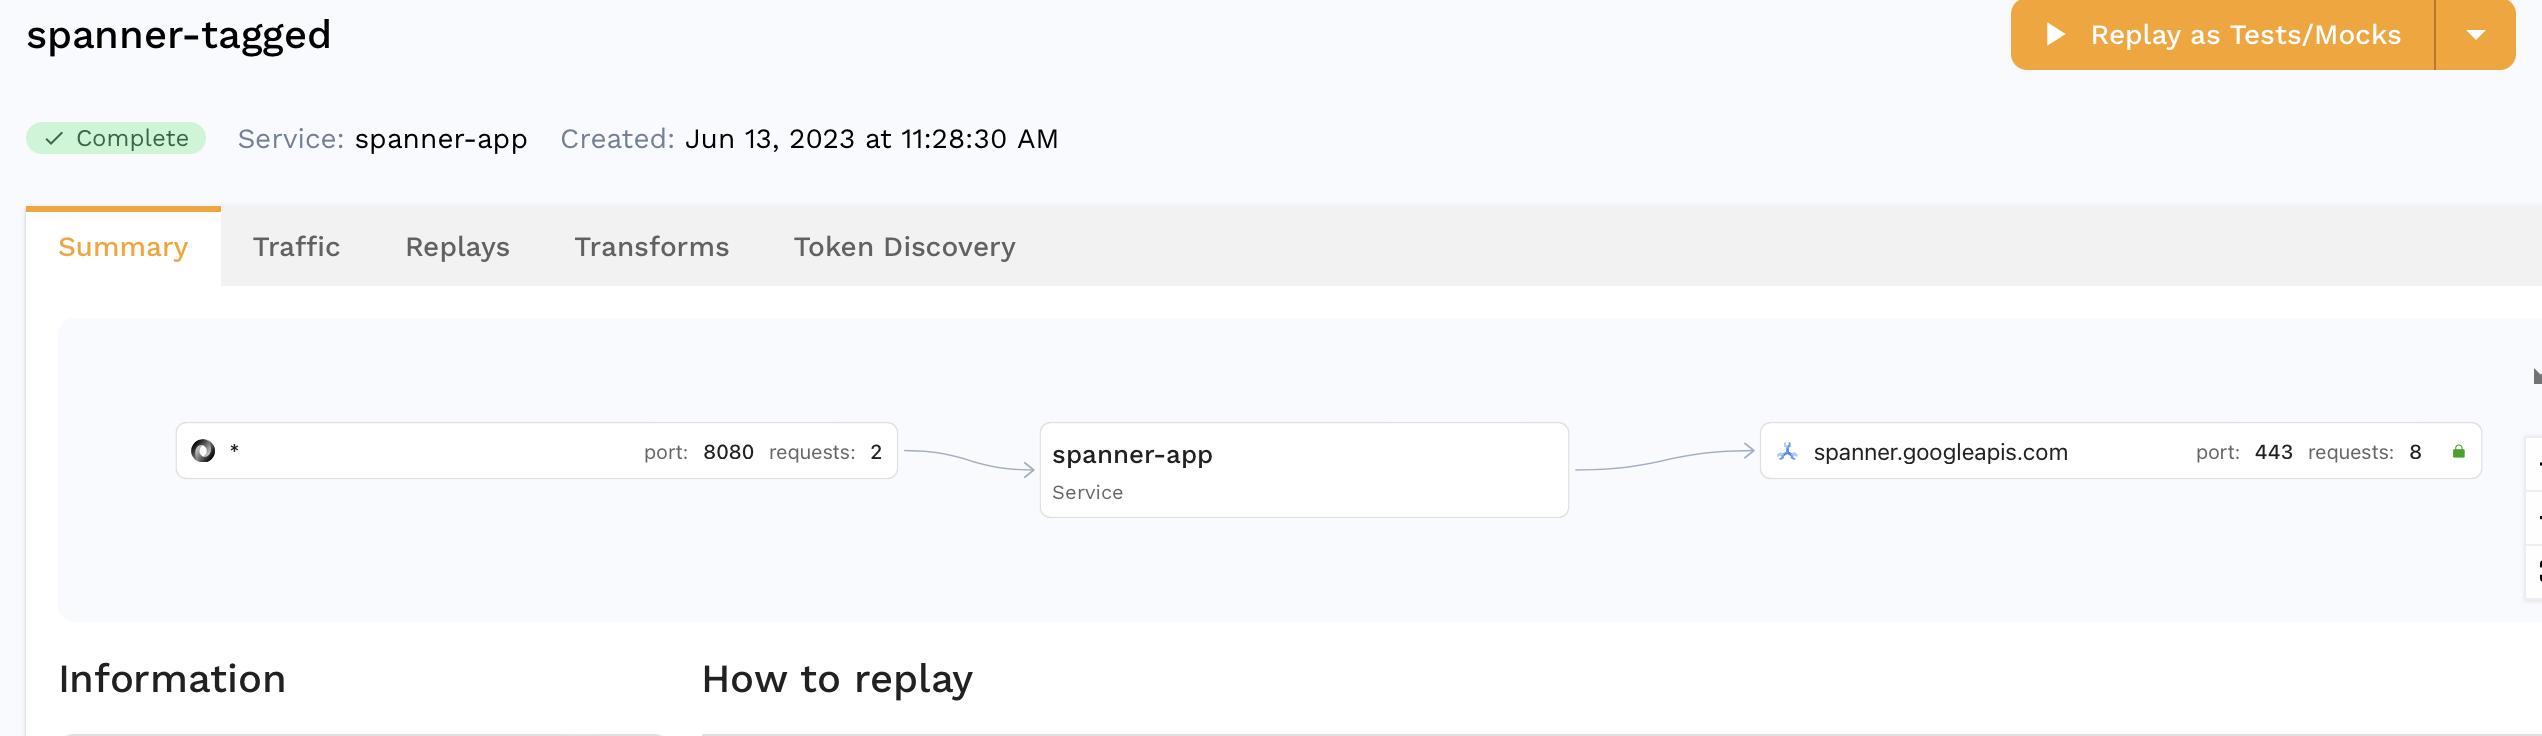 spanner-tagged
Replay as Tests/Mocks
Complete Service: spanner-app Created: Jun 13, 2023 at 11:28:30 AM
Summary Traffic Replays Transforms Token Discovery
* port: 8080 requests: 2
spanner-app
Service
spanner.googleapis.com port: 443 requests: 8
Information
How to replay